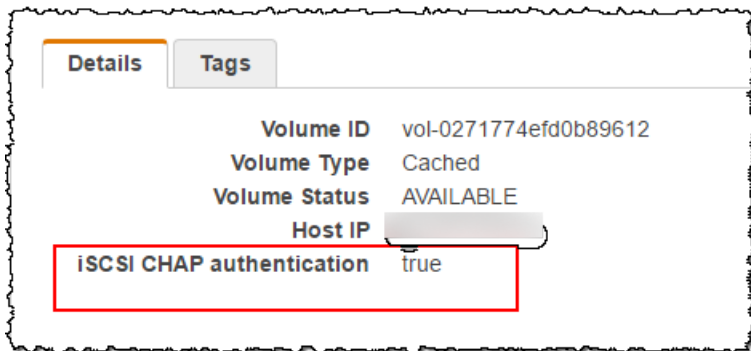 Details Tags
Volume ID vol-0271774efd0b89612
Volume Type Cached
Volume Status AVAILABLE
Host IP
iSCSI CHAP authentication true